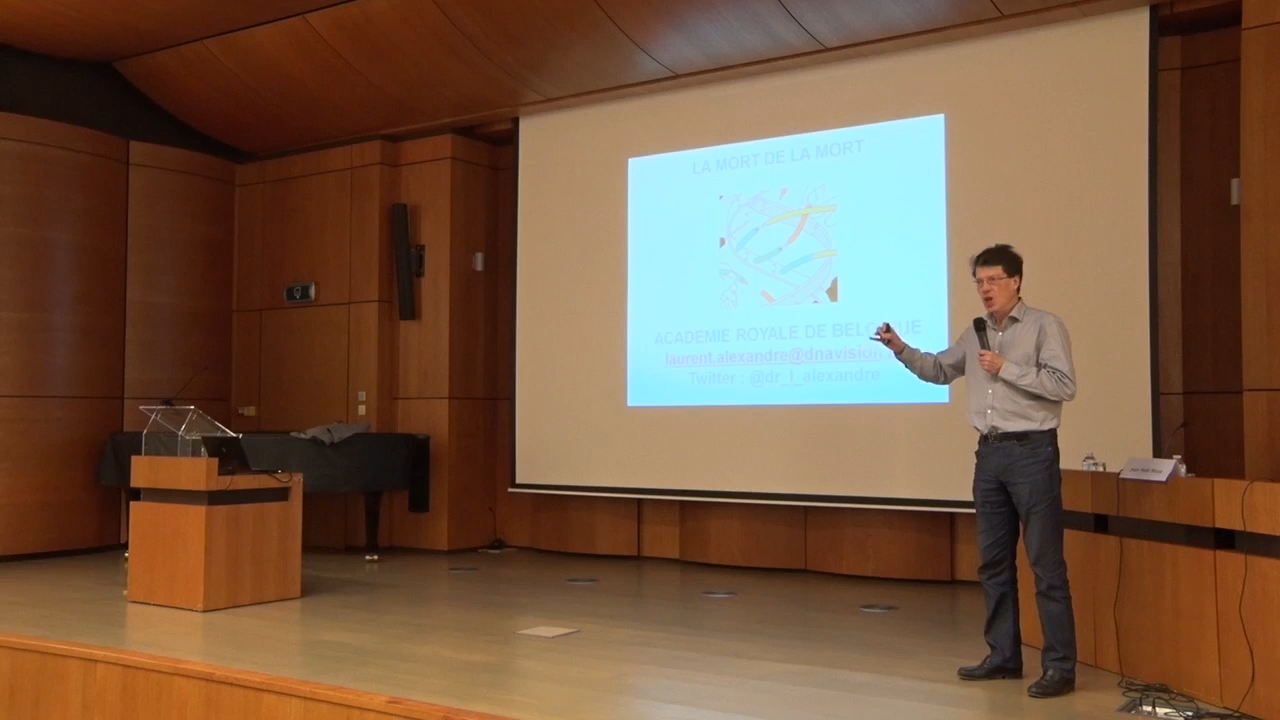 LA MORT DE LA MORT
ACADEMIE ROYALE DE BELGIQUE
laurent.alexandre@dnavision
Twitter : @dr_l_alexandre